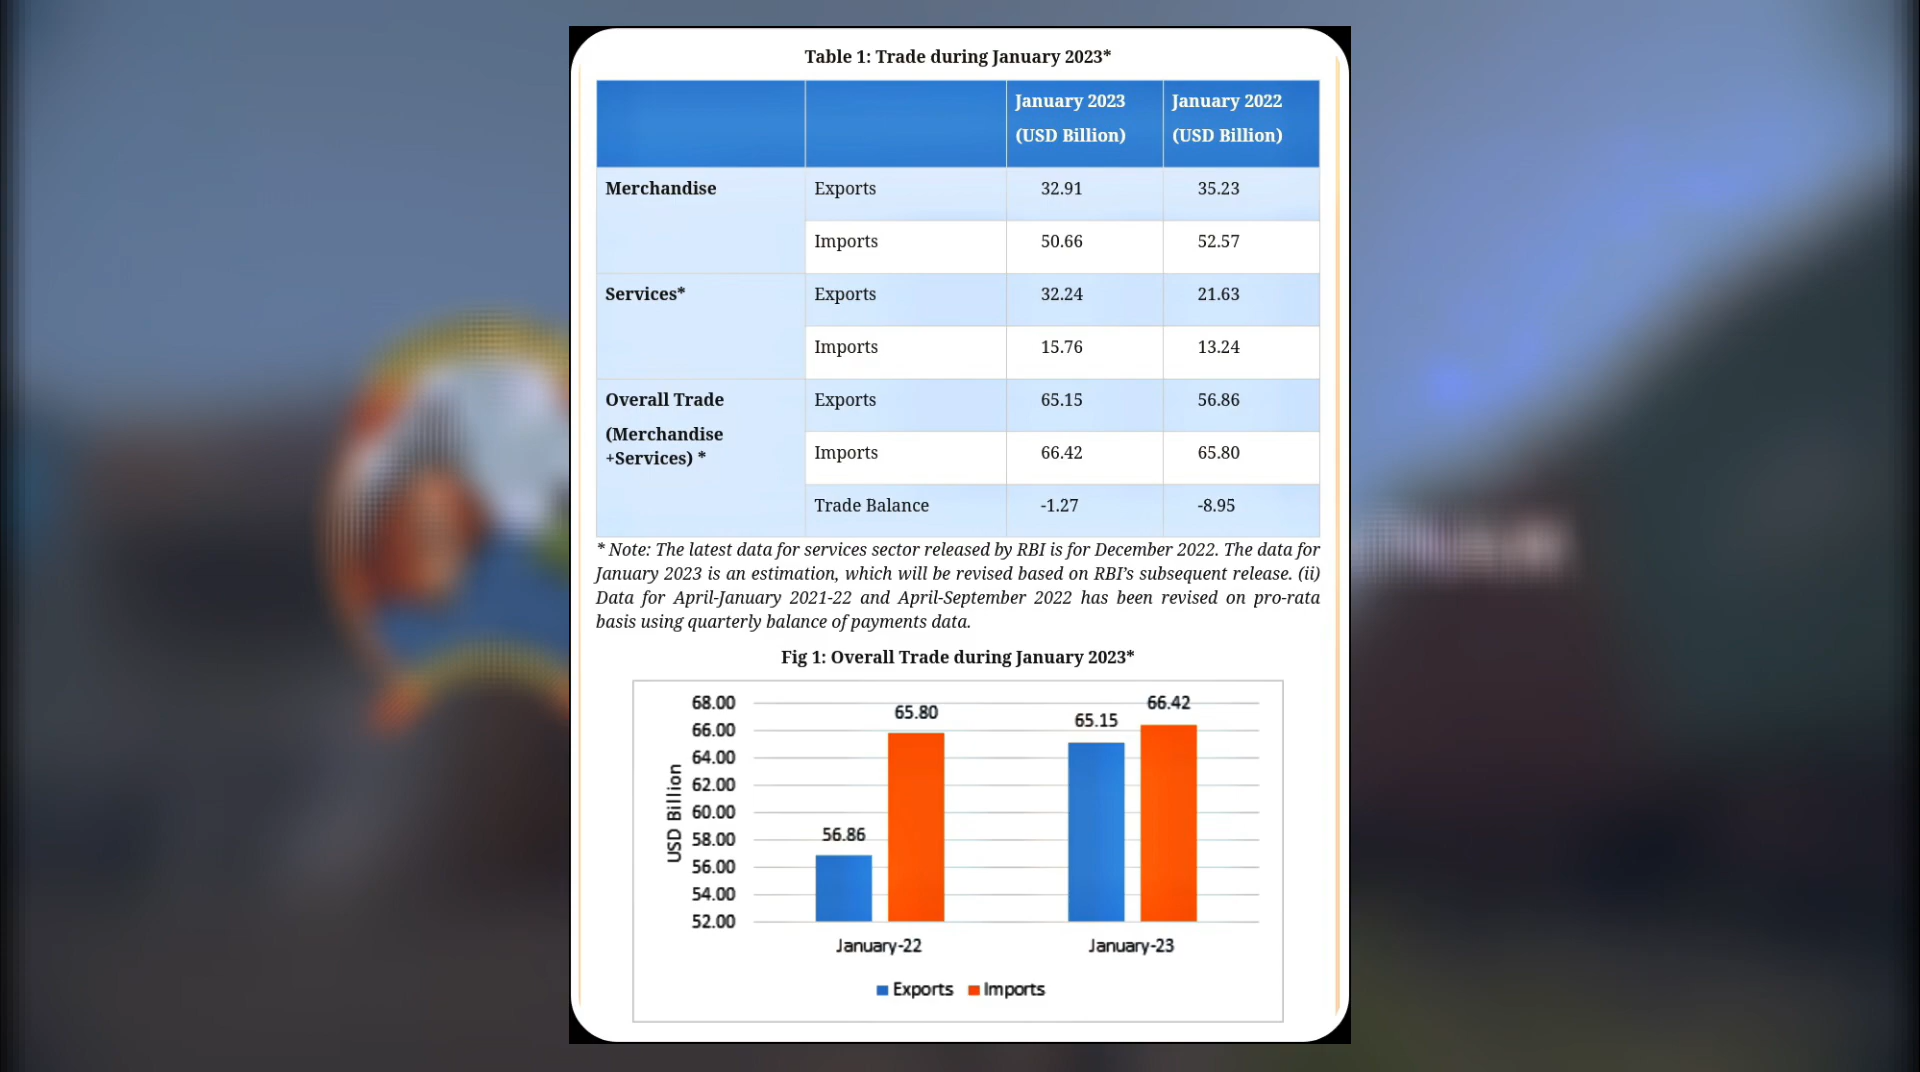 Table 1: Trade during January 2023*
January 2023 (USD Billion) January 2022 (USD Billion)
Merchandise Exports 32.91 35.23
Imports 50.66 52.57
Services* Exports 32.24 21.63
Imports 15.76 13.24
Overall Trade (Merchandise +Services) * Exports 65.15 56.86
Imports 66.42 65.80
Trade Balance -1.27 -8.95
* Note: The latest data for services sector released by RBI is for December 2022. The data for
January 2023 is an estimation, which will be revised based on RBI's subsequent release. (ii)
Data for April-January 2021-22 and April-September 2022 has been revised on pro-rata
basis using quarterly balance of payments data.
Fig 1: Overall Trade during January 2023*
USD Billion
68.00
66.00
64.00
62.00
60.00
58.00
56.00
54.00
52.00
56.86 65.80 65.15 66.42
January-22 January-23
Exports Imports